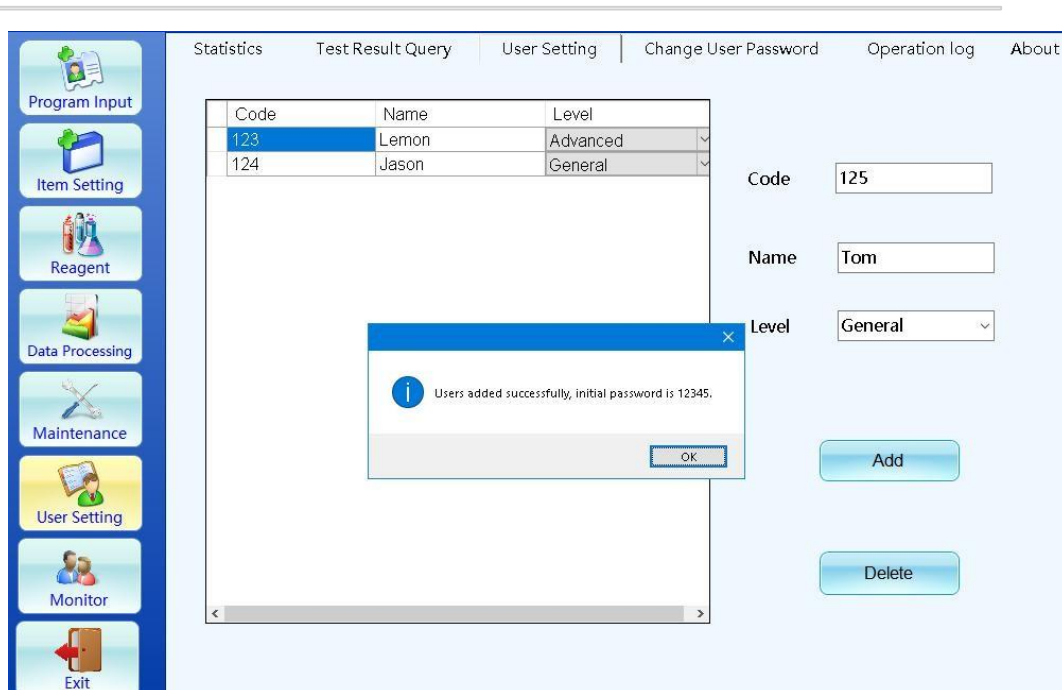 Statistics Test Result Query User Setting Change User Password Operation log About
Program Input
Item Setting
Reagent
Data Processing
Maintenance
User Setting
Monitor
Exit
Code Name Level
123 Lemon Advanced
124 Jason General
Code 125
Name Tom
Level General
Users added successfully, initial password is 12345.
OK
Add
Delete